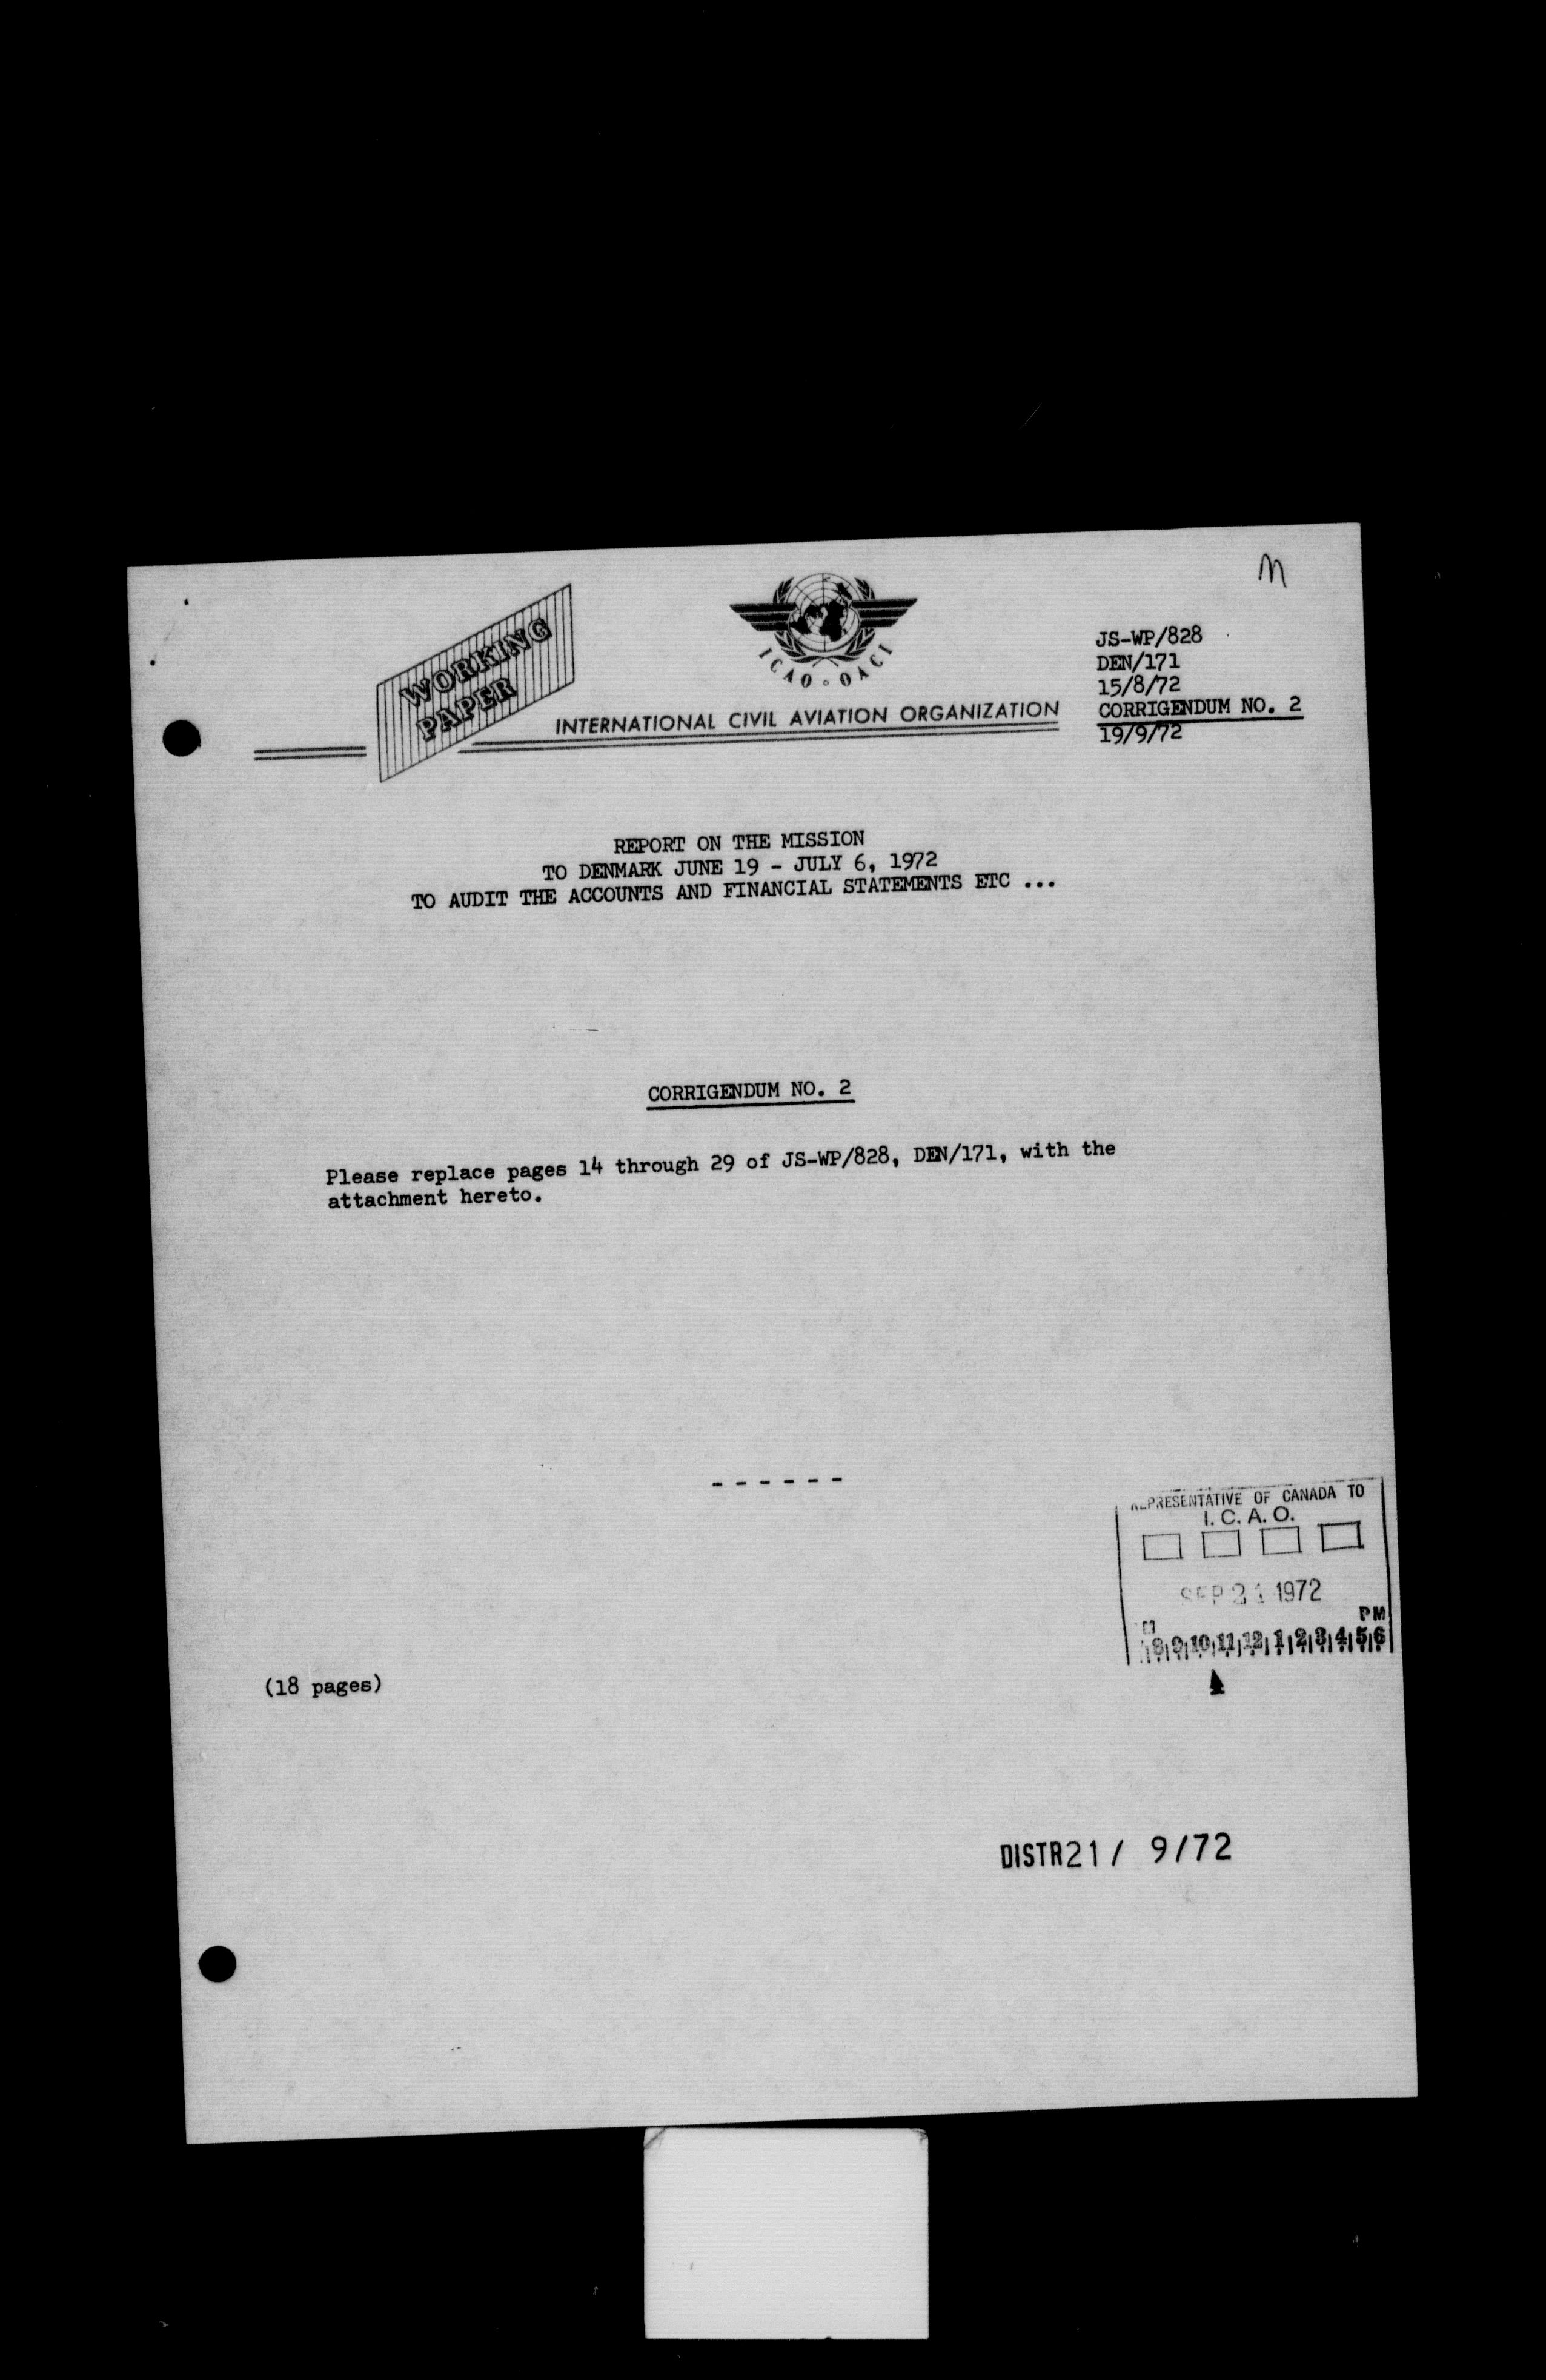 M
WORKING
PAPER
ICAO · OACI
INTERNATIONAL CIVIL AVIATION ORGANIZATION
JS-WP/828
DEN/171
15/8/72
CORRIGENDUM NO. 2
19/9/72
REPORT ON THE MISSION
TO DENMARK JUNE 19 - JULY 6, 1972
TO AUDIT THE ACCOUNTS AND FINANCIAL STATEMENTS ETC ...
CORRIGENDUM NO. 2
Please replace pages 14 through 29 of JS-WP/828, DEN/171, with the
attachment hereto.
- - - - - -
REPRESENTATIVE OF CANADA TO
I. C. A. O.
SEP 21 1972
PM
8 9 10 11 12 1 2 3 4 5 6
(18 pages)
DISTR 21 / 9/72